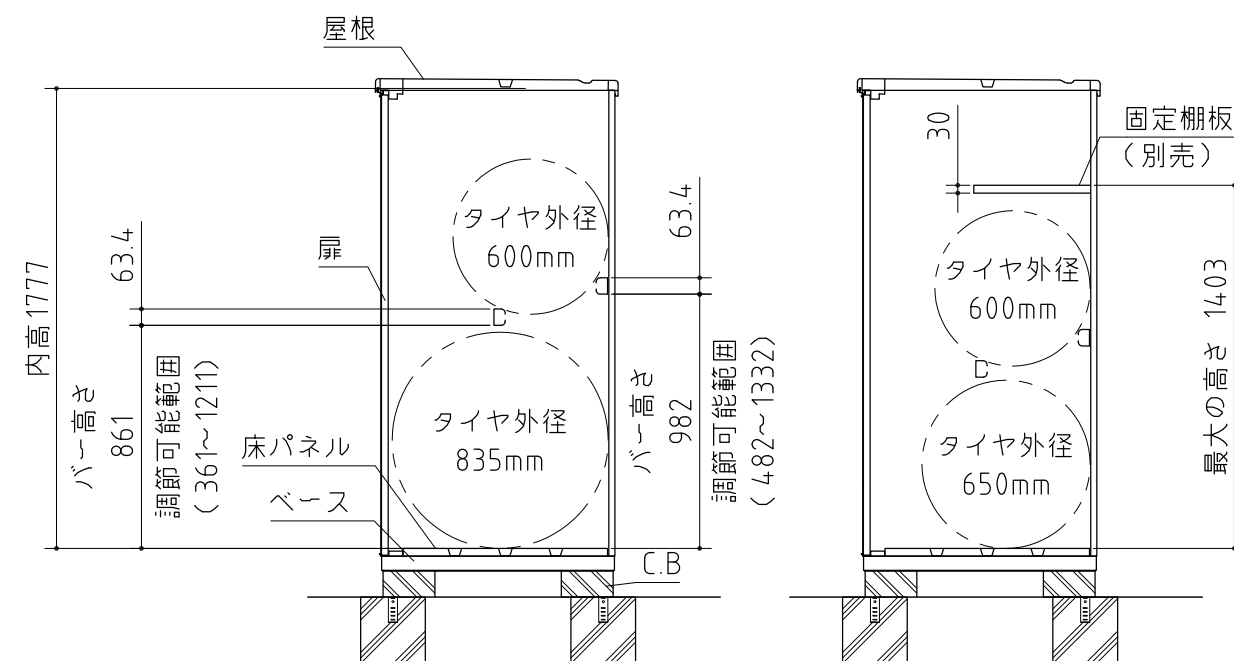 屋根
内高1777
63.4
扉
バー高さ
861
調節可能範囲
(361~1211)
タイヤ外径
600mm
タイヤ外径
835mm
床パネル
ベース
63.4
バー高さ
982
調節可能範囲
(482~1332)
C.B
30
固定棚板
(別売)
タイヤ外径
600mm
タイヤ外径
650mm
最大の高さ 1403